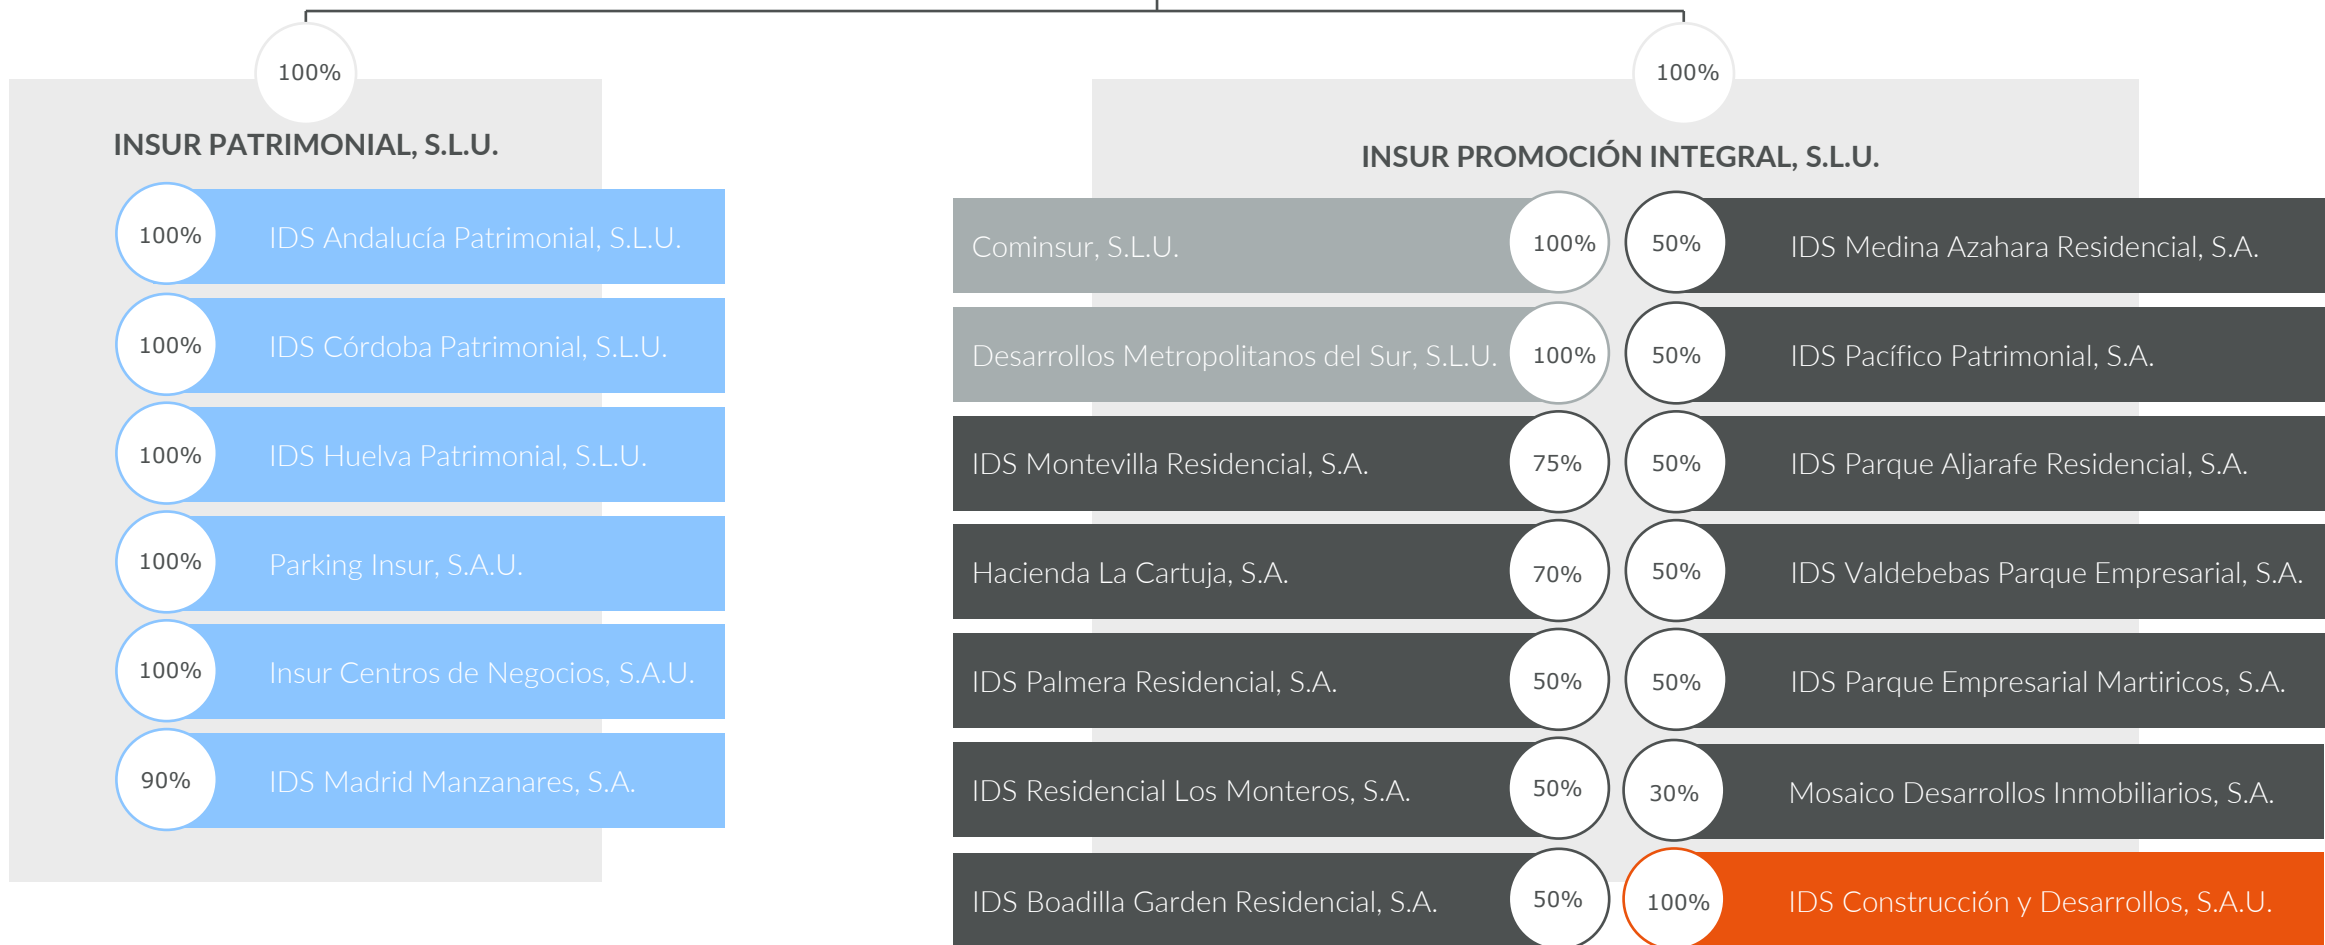 100%
INSUR PATRIMONIAL, S.L.U.
100% IDS Andalucía Patrimonial, S.L.U.
100% IDS Córdoba Patrimonial, S.L.U.
100% IDS Huelva Patrimonial, S.L.U.
100% Parking Insur, S.A.U.
100% Insur Centros de Negocios, S.A.U.
90% IDS Madrid Manzanares, S.A.
100%
INSUR PROMOCIÓN INTEGRAL, S.L.U.
Cominsur, S.L.U. 100%
Desarrollos Metropolitanos del Sur, S.L.U. 100%
IDS Montevilla Residencial, S.A. 75%
Hacienda La Cartuja, S.A. 70%
IDS Palmera Residencial, S.A. 50%
IDS Residencial Los Monteros, S.A. 50%
IDS Boadilla Garden Residencial, S.A. 50%
50% IDS Medina Azahara Residencial, S.A.
50% IDS Pacífico Patrimonial, S.A.
50% IDS Parque Aljarafe Residencial, S.A.
50% IDS Valdebebas Parque Empresarial, S.A.
50% IDS Parque Empresarial Martiricos, S.A.
30% Mosaico Desarrollos Inmobiliarios, S.A.
100% IDS Construcción y Desarrollos, S.A.U.